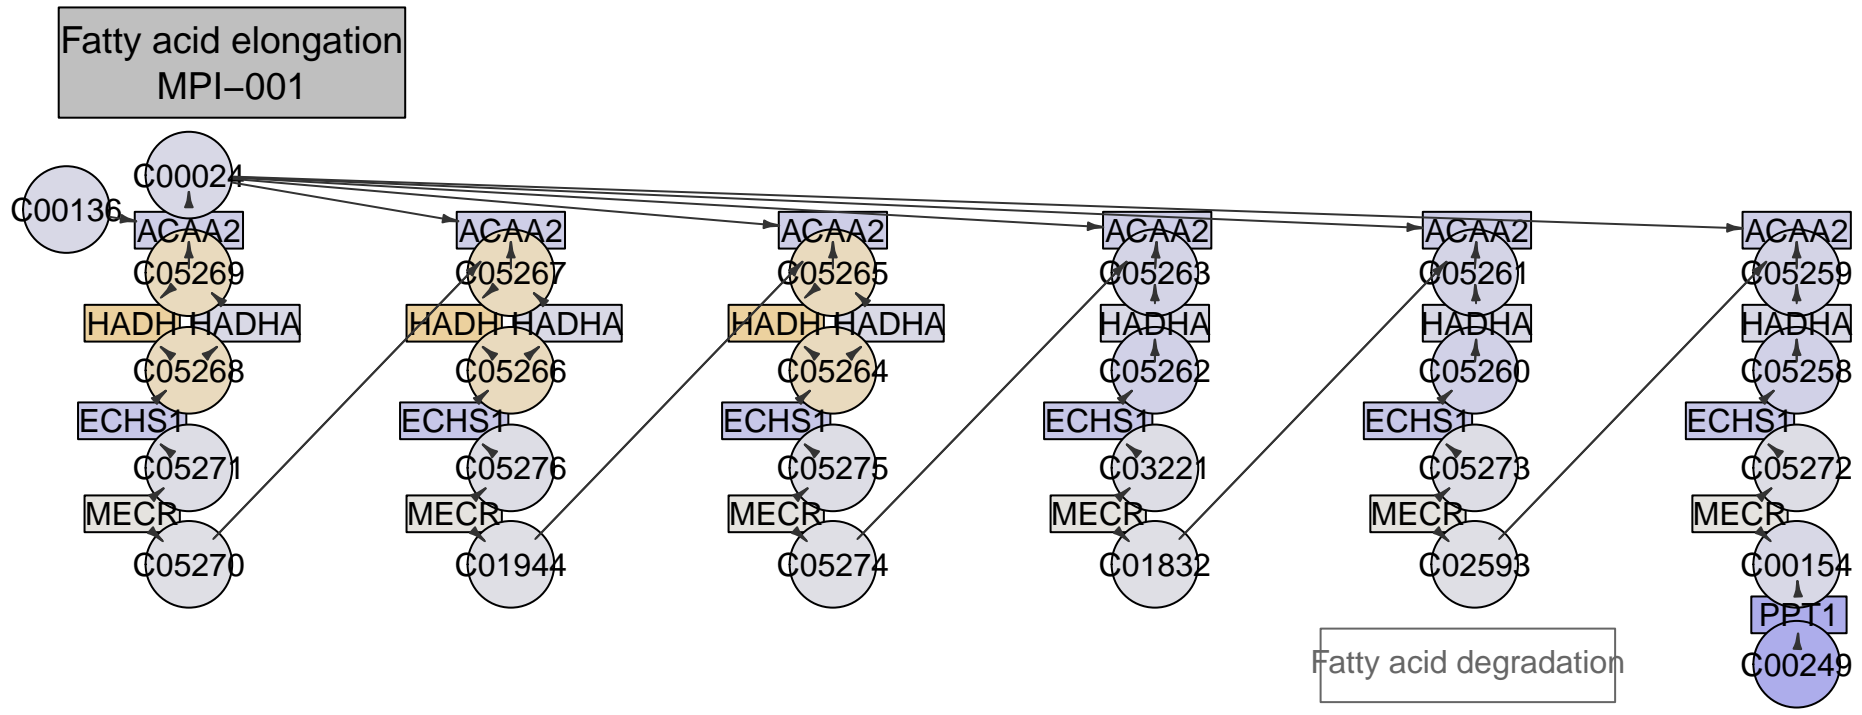 Fatty acid elongation
MPI−001
C00024
C00136
ACAA2 ACAA2 ACAA2 ACAA2 ACAA2 ACAA2
C05269 C05267 C05265 C05263 C05261 C05259
HADH HADHA HADH HADHA HADH HADHA HADHA HADHA HADHA
C05268 C05266 C05264 C05262 C05260 C05258
ECHS1 ECHS1 ECHS1 ECHS1 ECHS1 ECHS1
C05271 C05276 C05275 C03221 C05273 C05272
MECR MECR MECR MECR MECR MECR
C05270 C01944 C05274 C01832 C02593 C00154
PPT1
Fatty acid degradation C00249